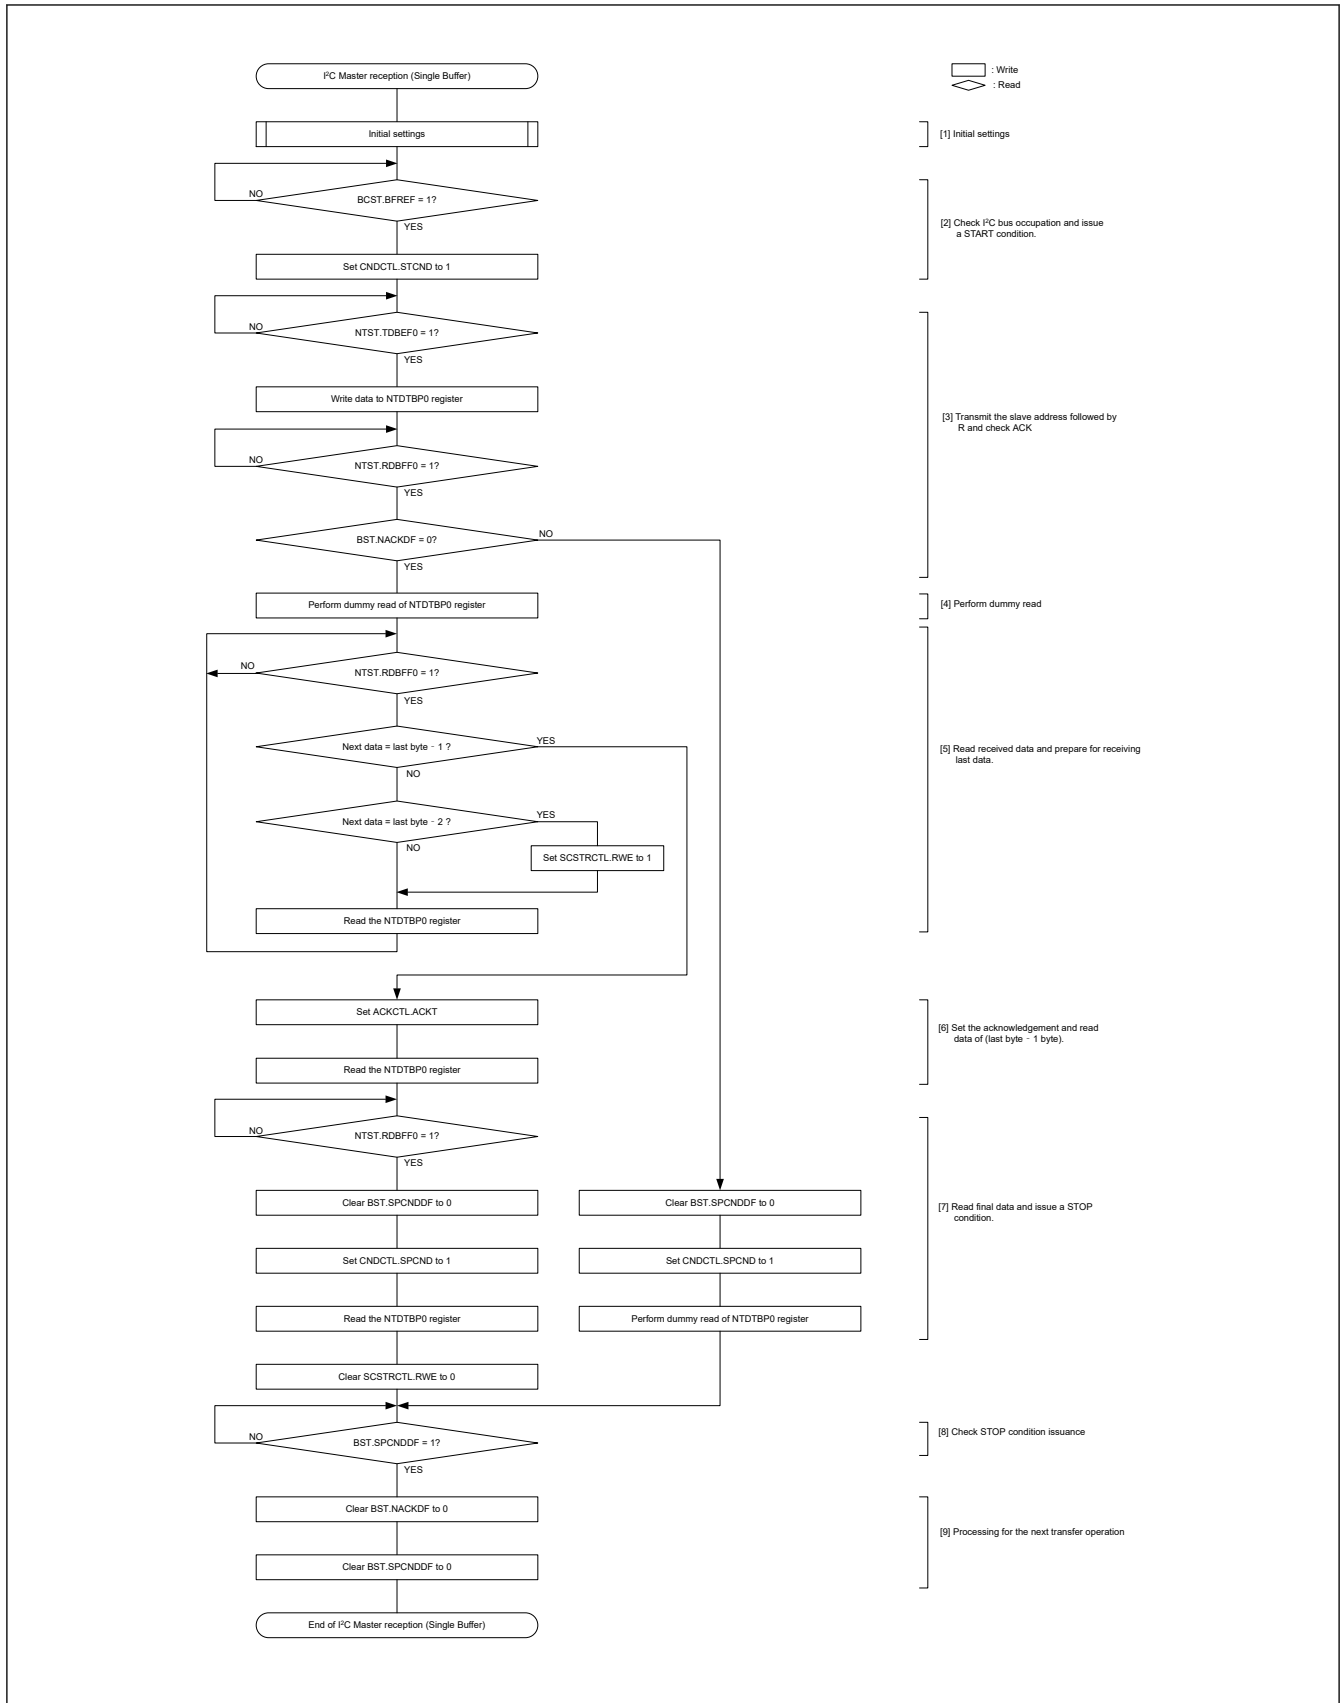 I²C Master reception (Single Buffer)
: Write
: Read
Initial settings
[1] Initial settings
NO
BCST.BFREF = 1?
YES
[2] Check I²C bus occupation and issue
a START condition.
Set CNDCTL.STCND to 1
NO
NTST.TDBEF0 = 1?
YES
Write data to NTDTBP0 register
[3] Transmit the slave address followed by
R and check ACK
NO
NTST.RDBFF0 = 1?
YES
BST.NACKDF = 0?
NO
YES
Perform dummy read of NTDTBP0 register
[4] Perform dummy read
NO
NTST.RDBFF0 = 1?
YES
Next data = last byte - 1 ?
YES
NO
[5] Read received data and prepare for receiving
last data.
Next data = last byte - 2 ?
YES
NO
Set SCSTRCTL.RWE to 1
Read the NTDTBP0 register
Set ACKCTL.ACKT
[6] Set the acknowledgement and read
data of (last byte - 1 byte).
Read the NTDTBP0 register
NO
NTST.RDBFF0 = 1?
YES
Clear BST.SPCNDDF to 0
Clear BST.SPCNDDF to 0
[7] Read final data and issue a STOP
condition.
Set CNDCTL.SPCND to 1
Set CNDCTL.SPCND to 1
Read the NTDTBP0 register
Perform dummy read of NTDTBP0 register
Clear SCSTRCTL.RWE to 0
NO
BST.SPCNDDF = 1?
YES
[8] Check STOP condition issuance
Clear BST.NACKDF to 0
[9] Processing for the next transfer operation
Clear BST.SPCNDDF to 0
End of I²C Master reception (Single Buffer)